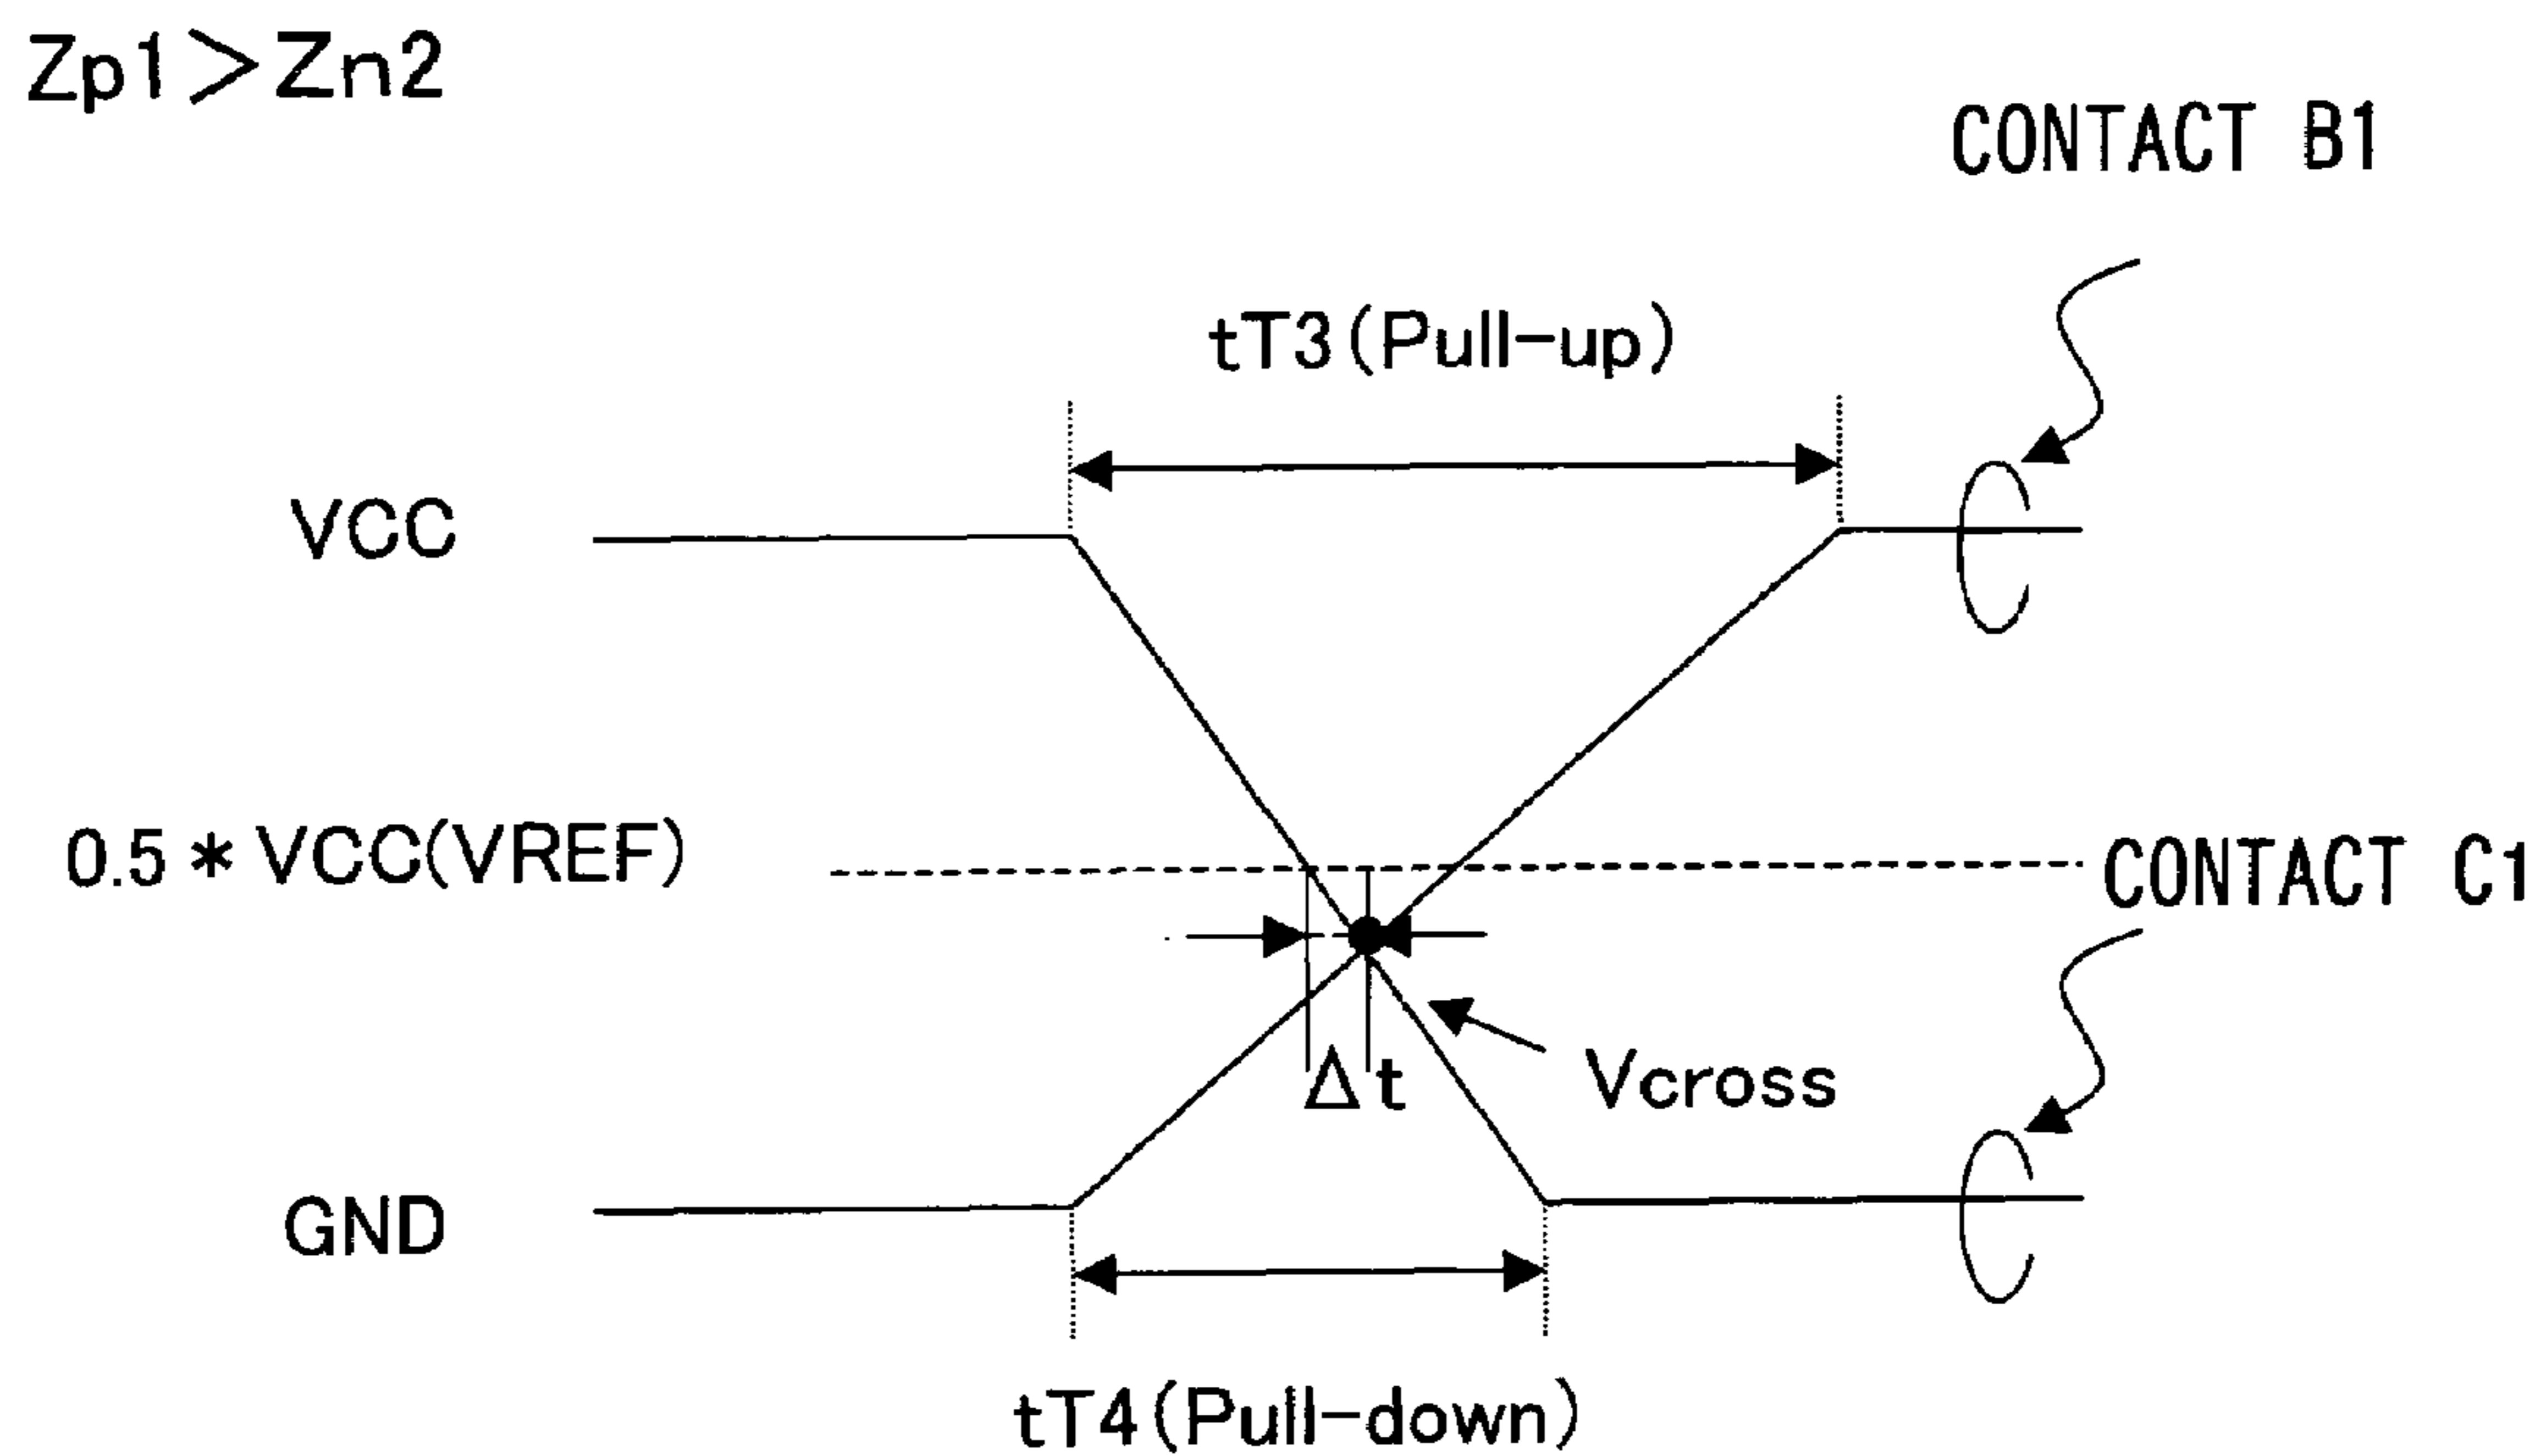 Zp1>Zn2
CONTACT B1
tT3(Pull-up)
VCC
0.5*VCC(VREF)
CONTACT C1
Δt
Vcross
GND
tT4(Pull-down)